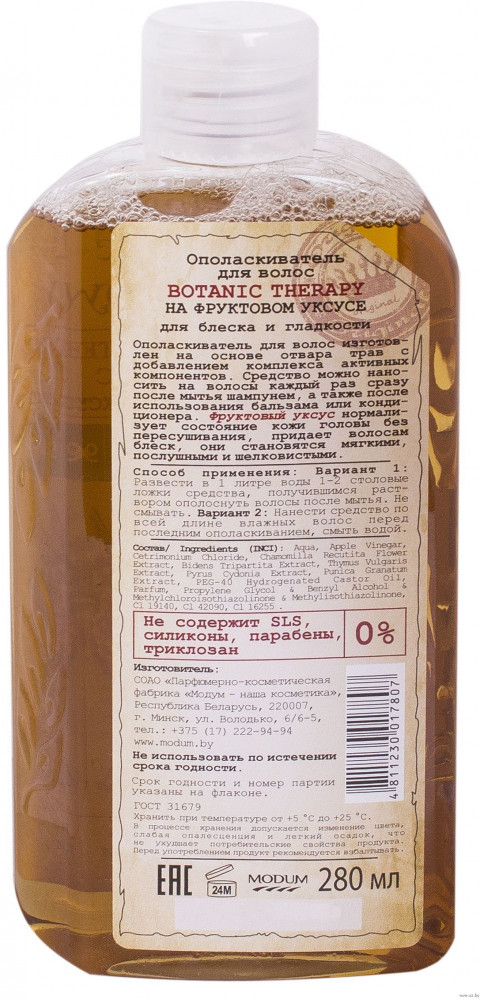 Ополаскиватель
для волос
BOTANIC THERAPY
НА ФРУКТОВОМ УКСУСЕ
для блеска и гладкости
original
Ополаскиватель для волос изготов-
лен на основе отвара трав с
добавлением комплекса активных
компонентов. Средство можно нано-
сить на волосы каждый раз сразу
после мытья шампунем, а также после
использования бальзама или конди-
ционера. Фруктовый уксус нормали-
зует состояние кожи головы без
пересушивания, придает волосам
блеск, они становятся мягкими,
послушными и шелковистыми.
Способ применения: Вариант 1:
Развести в 1 литре воды 1-2 столовые
ложки средства, получившимся раст-
вором ополоснуть волосы после мытья. Не
смывать. Вариант 2: Нанести средство по
всей длине влажных волос перед
последним ополаскиванием, смыть водой.
Состав/ Ingredients (INCI): Aqua, Apple Vinegar,
Cetrimonium Chloride, Chamomilla Recutita Flower
Extract, Bidens Tripartita Extract, Thymus Vulgaris
Extract, Pyrus Cydonia Extract, Punica Granatum
Extract, PEG-40 Hydrogenated Castor Oil,
Parfum, Propylene Glycol & Benzyl Alcohol &
Methylchloroisothiazolinone & Methylisothiazolinone,
Cl 19140, Cl 42090, Cl 16255 .
Не содержит SLS,
силиконы, парабены,
триклозан
0%
Изготовитель:
СОАО «Парфюмерно-косметическая
фабрика «Модум – наша косметика»,
Республика Беларусь, 220007,
г. Минск, ул. Володько, 6/6-5,
тел.: +375 (17) 222-94-94
www.modum.by
Не использовать по истечении
срока годности.
Срок годности и номер партии
указаны на флаконе.
4811230017807
ГОСТ 31679
Хранить при температуре от +5 °C до +25 °C.
В процессе хранения допускается изменение цвета,
слабая опалесценция и легкий осадок, что
не ухудшает потребительские свойства продукта.
Перед употреблением продукт рекомендуется взбалтывать.
ЕАС
24М
MODUM
280 мл